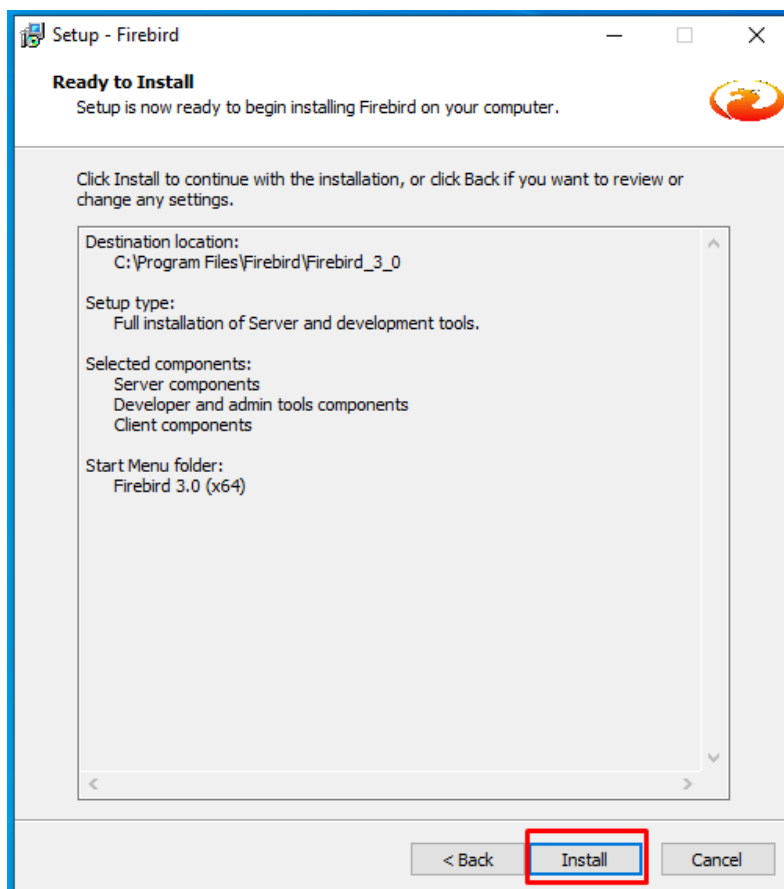 Setup - Firebird
Ready to Install
Setup is now ready to begin installing Firebird on your computer.
Click Install to continue with the installation, or click Back if you want to review or
change any settings.
Destination location:
C:\Program Files\Firebird\Firebird_3_0
Setup type:
Full installation of Server and development tools.
Selected components:
Server components
Developer and admin tools components
Client components
Start Menu folder:
Firebird 3.0 (x64)
< Back
Install
Cancel